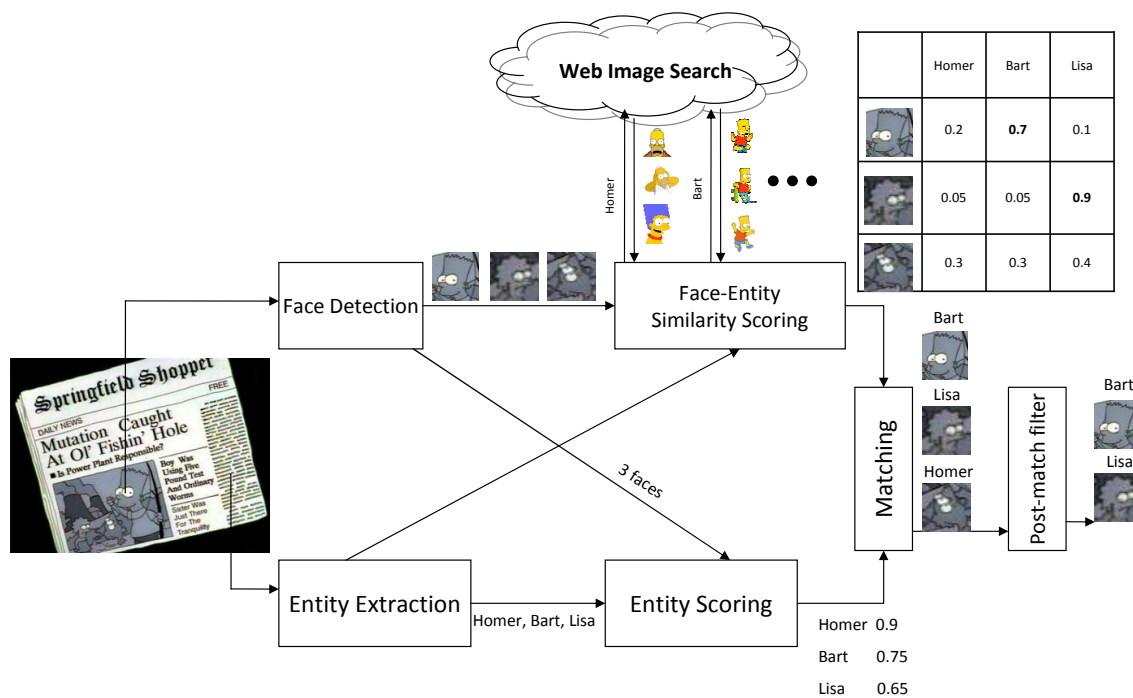 Web Image Search
Homer
Bart
Homer Bart Lisa
0.2 0.7 0.1
0.05 0.05 0.9
0.3 0.3 0.4
Face Detection
Face-Entity
Similarity Scoring
Springfield Shopper
FREE
DAILY NEWS
Mutation Caught
At Ol' Fishin' Hole
■ Is Power Plant Responsible?
Boy Was
Using Five
Pound Test
And Ordinary
Worms
Sister Was
Just There
For The
Tranquility
3 faces
Entity Extraction
Homer, Bart, Lisa
Entity Scoring
Homer 0.9
Bart 0.75
Lisa 0.65
Matching
Bart
Lisa
Homer
Post-match filter
Bart
Lisa